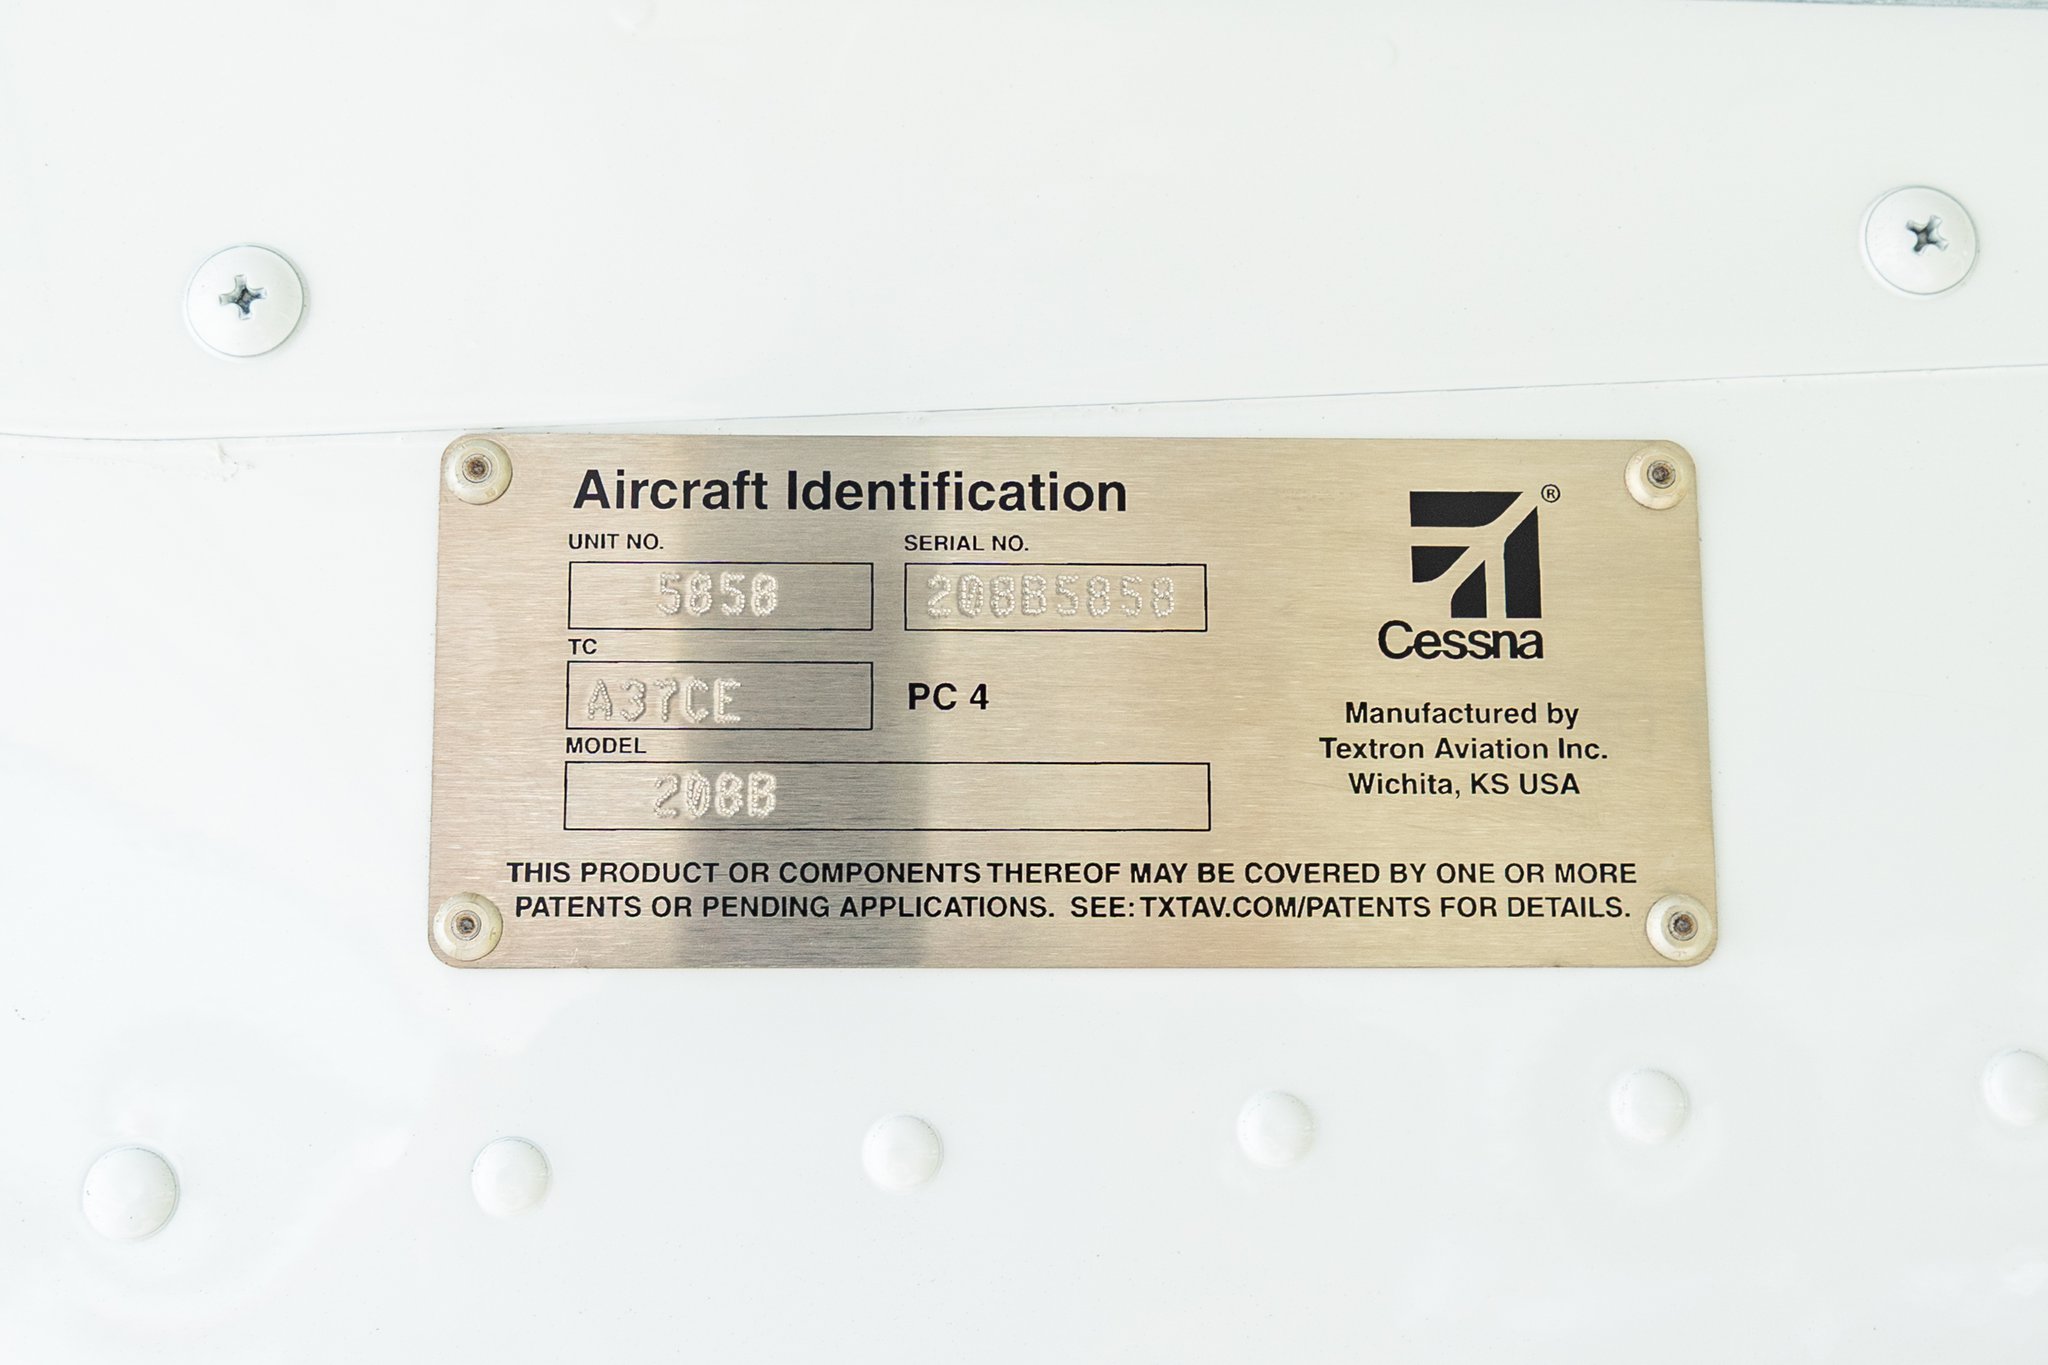 Aircraft Identification
UNIT NO.
5858
SERIAL NO.
208B5858
TC
A37CE
PC 4
MODEL
208B
®
Cessna
Manufactured by
Textron Aviation Inc.
Wichita, KS USA
THIS PRODUCT OR COMPONENTS THEREOF MAY BE COVERED BY ONE OR MORE
PATENTS OR PENDING APPLICATIONS. SEE: TXTAV.COM/PATENTS FOR DETAILS.